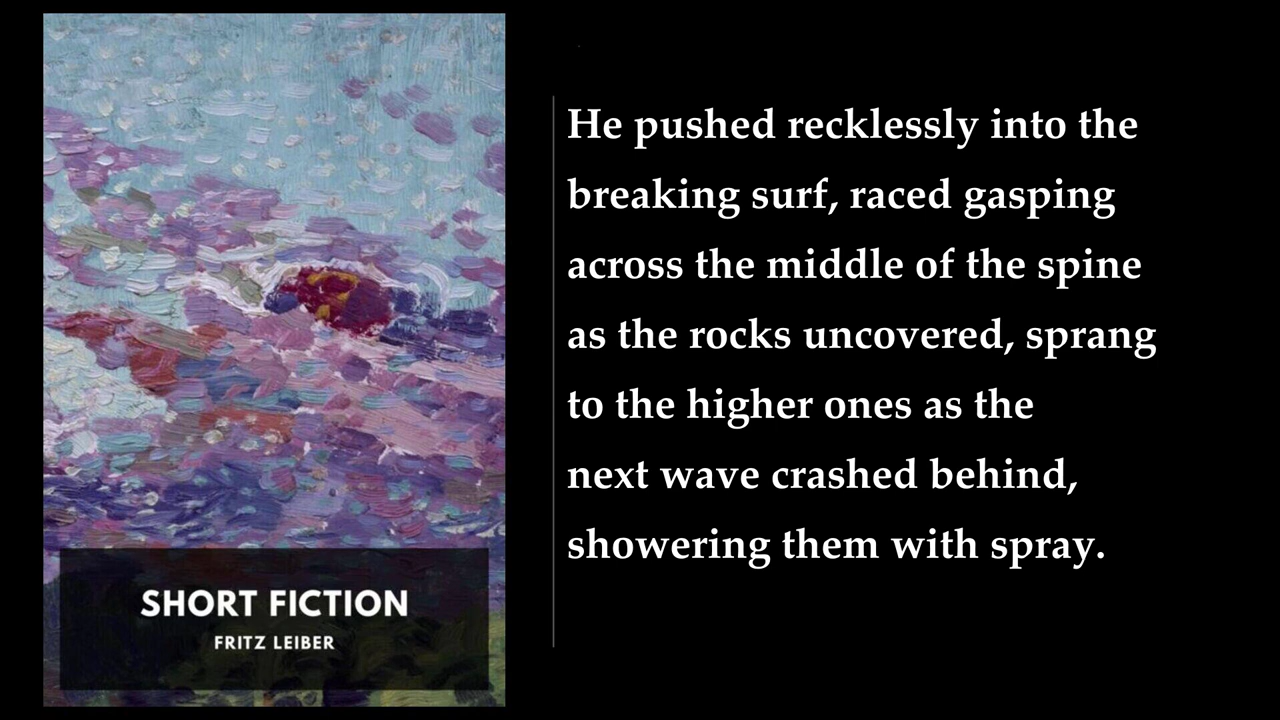 He pushed recklessly into the
breaking surf, raced gasping
across the middle of the spine
as the rocks uncovered, sprang
to the higher ones as the
next wave crashed behind,
showering them with spray.
SHORT FICTION
FRITZ LEIBER